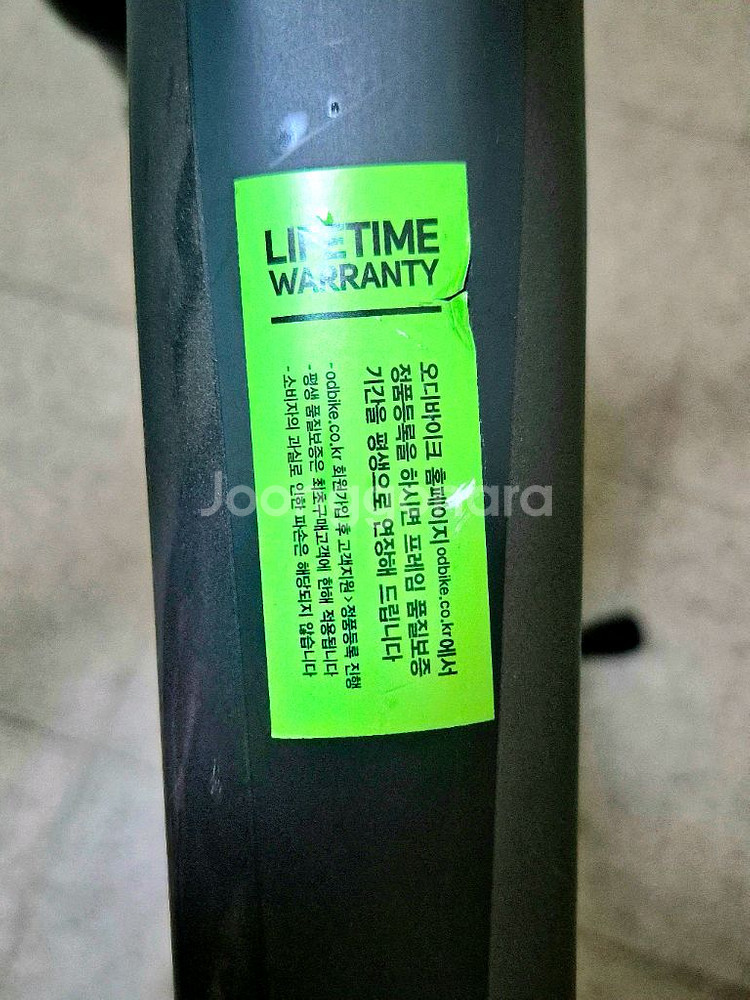 LIFETIME
WARRANTY
오디바이크 홈페이지 odbike.co.kr에서
정품등록을 하시면 프레임 품질보증
기간을 평생으로 연장해 드립니다
- odbike.co.kr 회원가입 후 고객지원 > 정품등록 진행
- 평생 품질보증은 최초구매고객에 한해 적용됩니다
- 소비자의 과실로 인한 파손은 해당되지 않습니다
Joonggonara